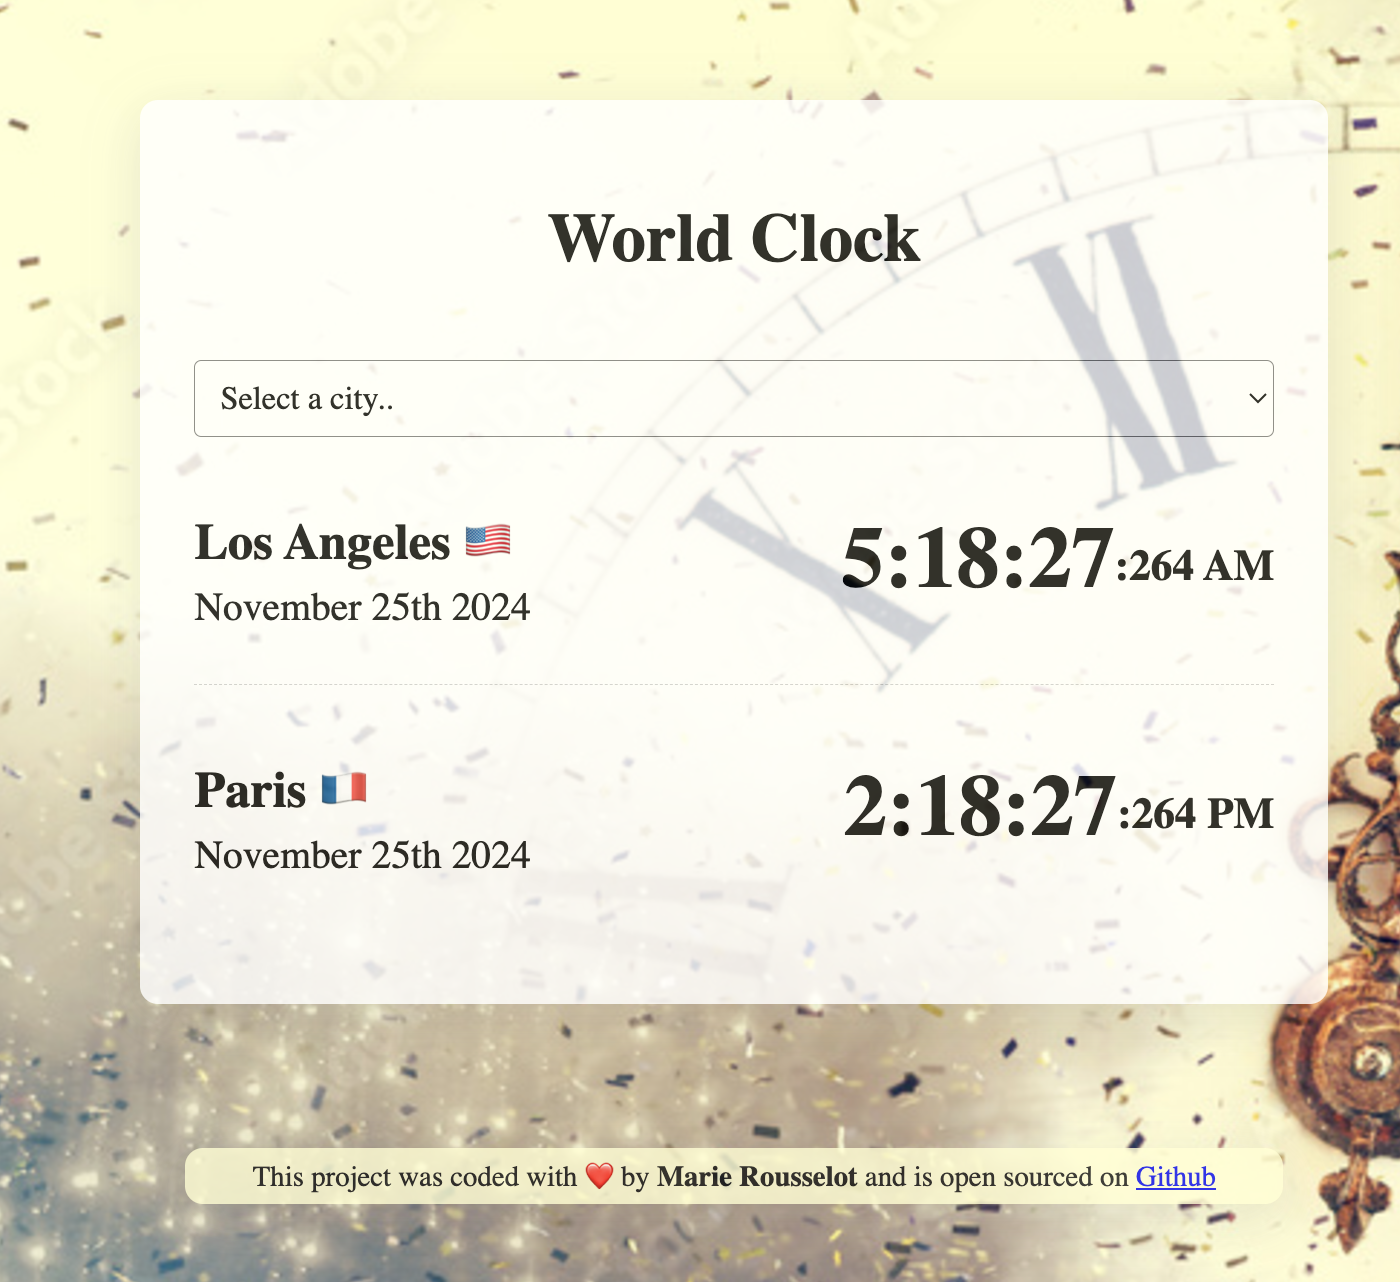 World Clock
Select a city..
Los Angeles 🇺🇸
5:18:27:264 AM
November 25th 2024
Paris 🇫🇷
2:18:27:264 PM
November 25th 2024
This project was coded with ❤️ by Marie Rousselot and is open sourced on Github
XII
X